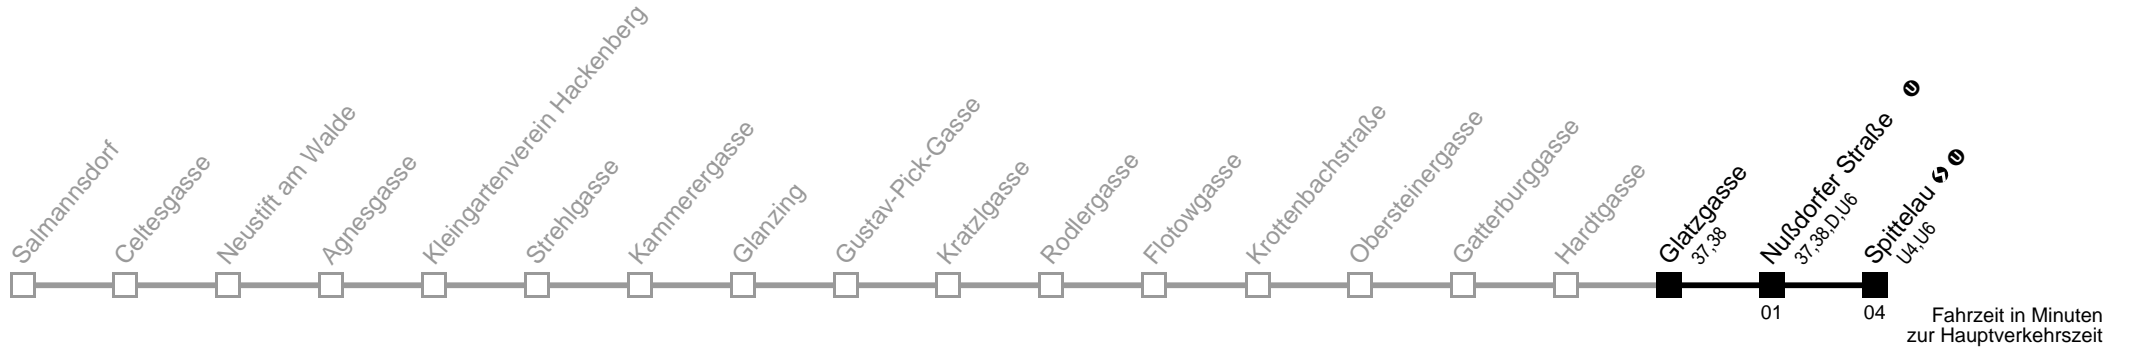 Salmannsdorf
Celtesgasse
Neustift am Walde
Agnesgasse
Kleingartenverein Hackenberg
Strehlgasse
Kammerergasse
Glanzing
Gustav-Pick-Gasse
Kratzlgasse
Rodlergasse
Flotowgasse
Krottenbachstraße
Obersteinergasse
Gatterburggasse
Hardtgasse
Glatzgasse
37,38
Nußdorfer Straße U
37,38,D,U6
Spittelau S U
U4,U6
01
04
Fahrzeit in Minuten
zur Hauptverkehrszeit